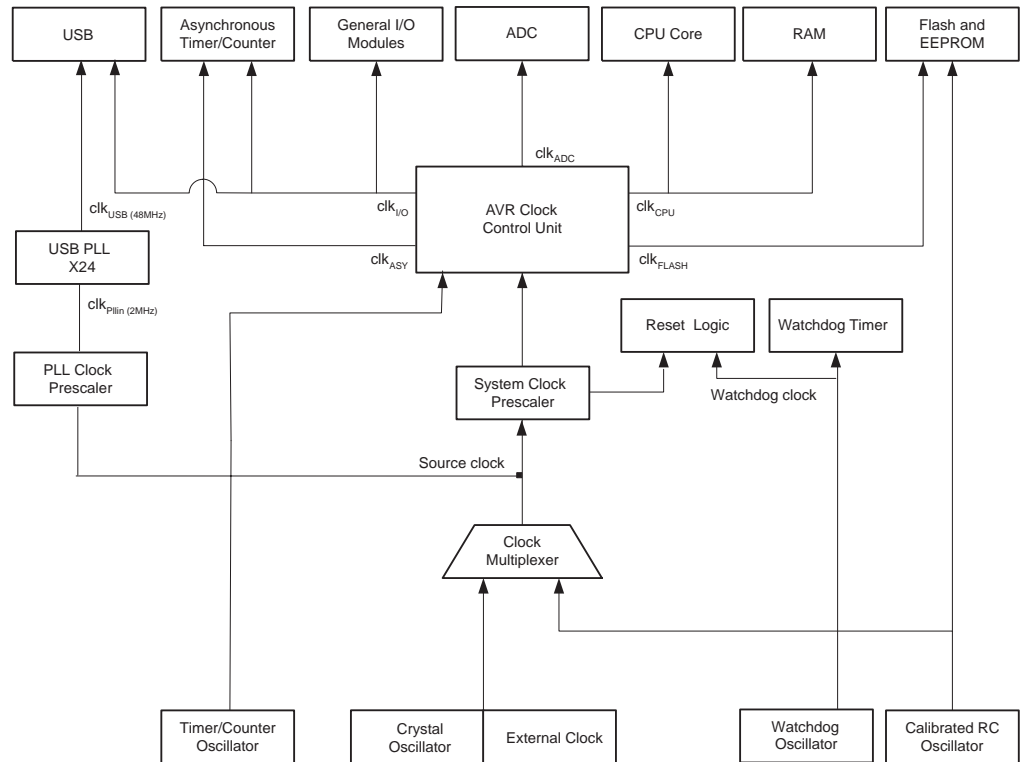 USB
Asynchronous
Timer/Counter
General I/O
Modules
ADC
CPU Core
RAM
Flash and
EEPROM
clkADC
clkUSB (48MHz)
clkI/O
AVR Clock
Control Unit
clkCPU
USB PLL
X24
clkASY
clkFLASH
clkPllin (2MHz)
Reset Logic
Watchdog Timer
PLL Clock
Prescaler
System Clock
Prescaler
Watchdog clock
Source clock
Clock
Multiplexer
Timer/Counter
Oscillator
Crystal
Oscillator
External Clock
Watchdog
Oscillator
Calibrated RC
Oscillator